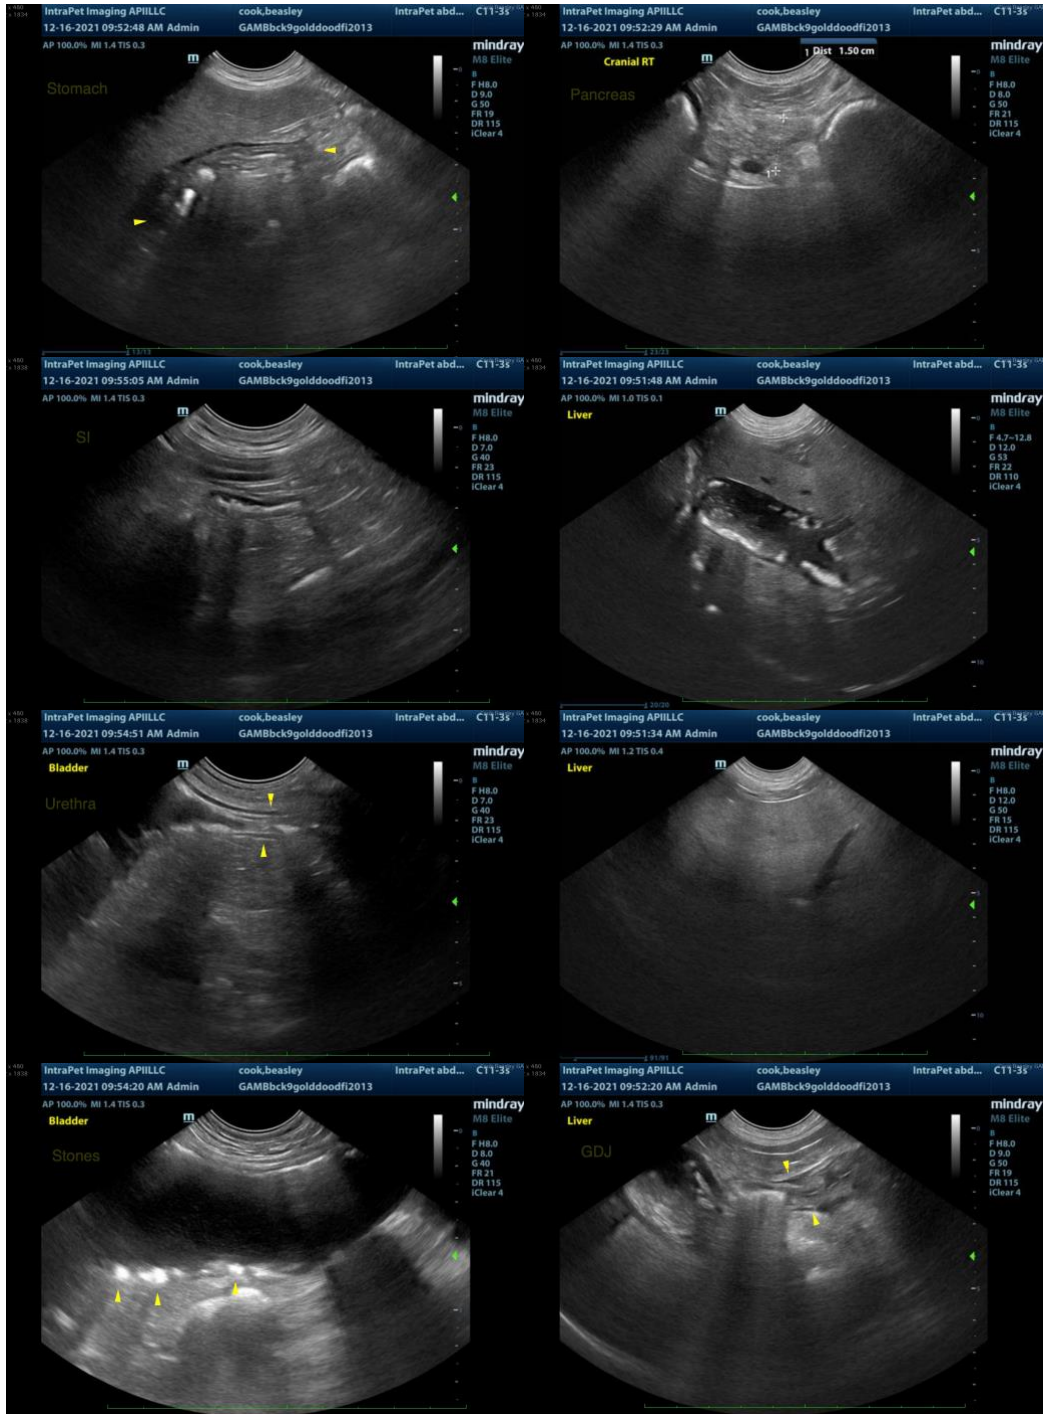 IntraPet Imaging APIILLC cook,beasley IntraPet abd... C11-3s
12-16-2021 09:52:48 AM Admin GAMBbck9golddoodfi2013
AP 100.0% MI 1.4 TIS 0.3
mindray
M8 Elite
Stomach
m
B
F H8.0
D 9.0
G 50
FR 19
DR 115
iClear 4
13/13
IntraPet Imaging APIILLC cook,beasley IntraPet abd... C11-3s
12-16-2021 09:52:29 AM Admin GAMBbck9golddoodfi2013
AP 100.0% MI 1.4 TIS 0.3
1 Dist 1.50 cm
mindray
M8 Elite
Cranial RT
Pancreas
m
B
F H8.0
D 8.0
G 50
FR 21
DR 115
iClear 4
1
23/23
IntraPet Imaging APIILLC cook,beasley IntraPet abd... C11-3s
12-16-2021 09:55:05 AM Admin GAMBbck9golddoodfi2013
AP 100.0% MI 1.4 TIS 0.3
mindray
M8 Elite
SI
m
B
F H8.0
D 7.0
G 40
FR 23
DR 115
iClear 4
IntraPet Imaging APIILLC cook,beasley IntraPet abd... C11-3s
12-16-2021 09:51:48 AM Admin GAMBbck9golddoodfi2013
AP 100.0% MI 1.0 TIS 0.1
mindray
M8 Elite
Liver
m
B
F 4.7~12.8
D 12.0
G 53
FR 22
DR 110
iClear 4
5
10
20/20
IntraPet Imaging APIILLC cook,beasley IntraPet abd... C11-3s
12-16-2021 09:54:51 AM Admin GAMBbck9golddoodfi2013
AP 100.0% MI 1.4 TIS 0.3
mindray
M8 Elite
Bladder
Urethra
m
B
F H8.0
D 7.0
G 40
FR 23
DR 115
iClear 4
IntraPet Imaging APIILLC cook,beasley IntraPet abd... C11-3s
12-16-2021 09:51:34 AM Admin GAMBbck9golddoodfi2013
AP 100.0% MI 1.2 TIS 0.4
mindray
M8 Elite
Liver
m
B
F H8.0
D 12.0
G 50
FR 15
DR 115
iClear 4
5
10
91/91
IntraPet Imaging APIILLC cook,beasley IntraPet abd... C11-3s
12-16-2021 09:54:20 AM Admin GAMBbck9golddoodfi2013
AP 100.0% MI 1.4 TIS 0.3
mindray
M8 Elite
Bladder
Stones
m
B
F H8.0
D 8.0
G 40
FR 21
DR 115
iClear 4
IntraPet Imaging APIILLC cook,beasley IntraPet abd... C11-3s
12-16-2021 09:52:20 AM Admin GAMBbck9golddoodfi2013
AP 100.0% MI 1.4 TIS 0.3
mindray
M8 Elite
Liver
GDJ
m
B
F H8.0
D 9.0
G 50
FR 19
DR 115
iClear 4